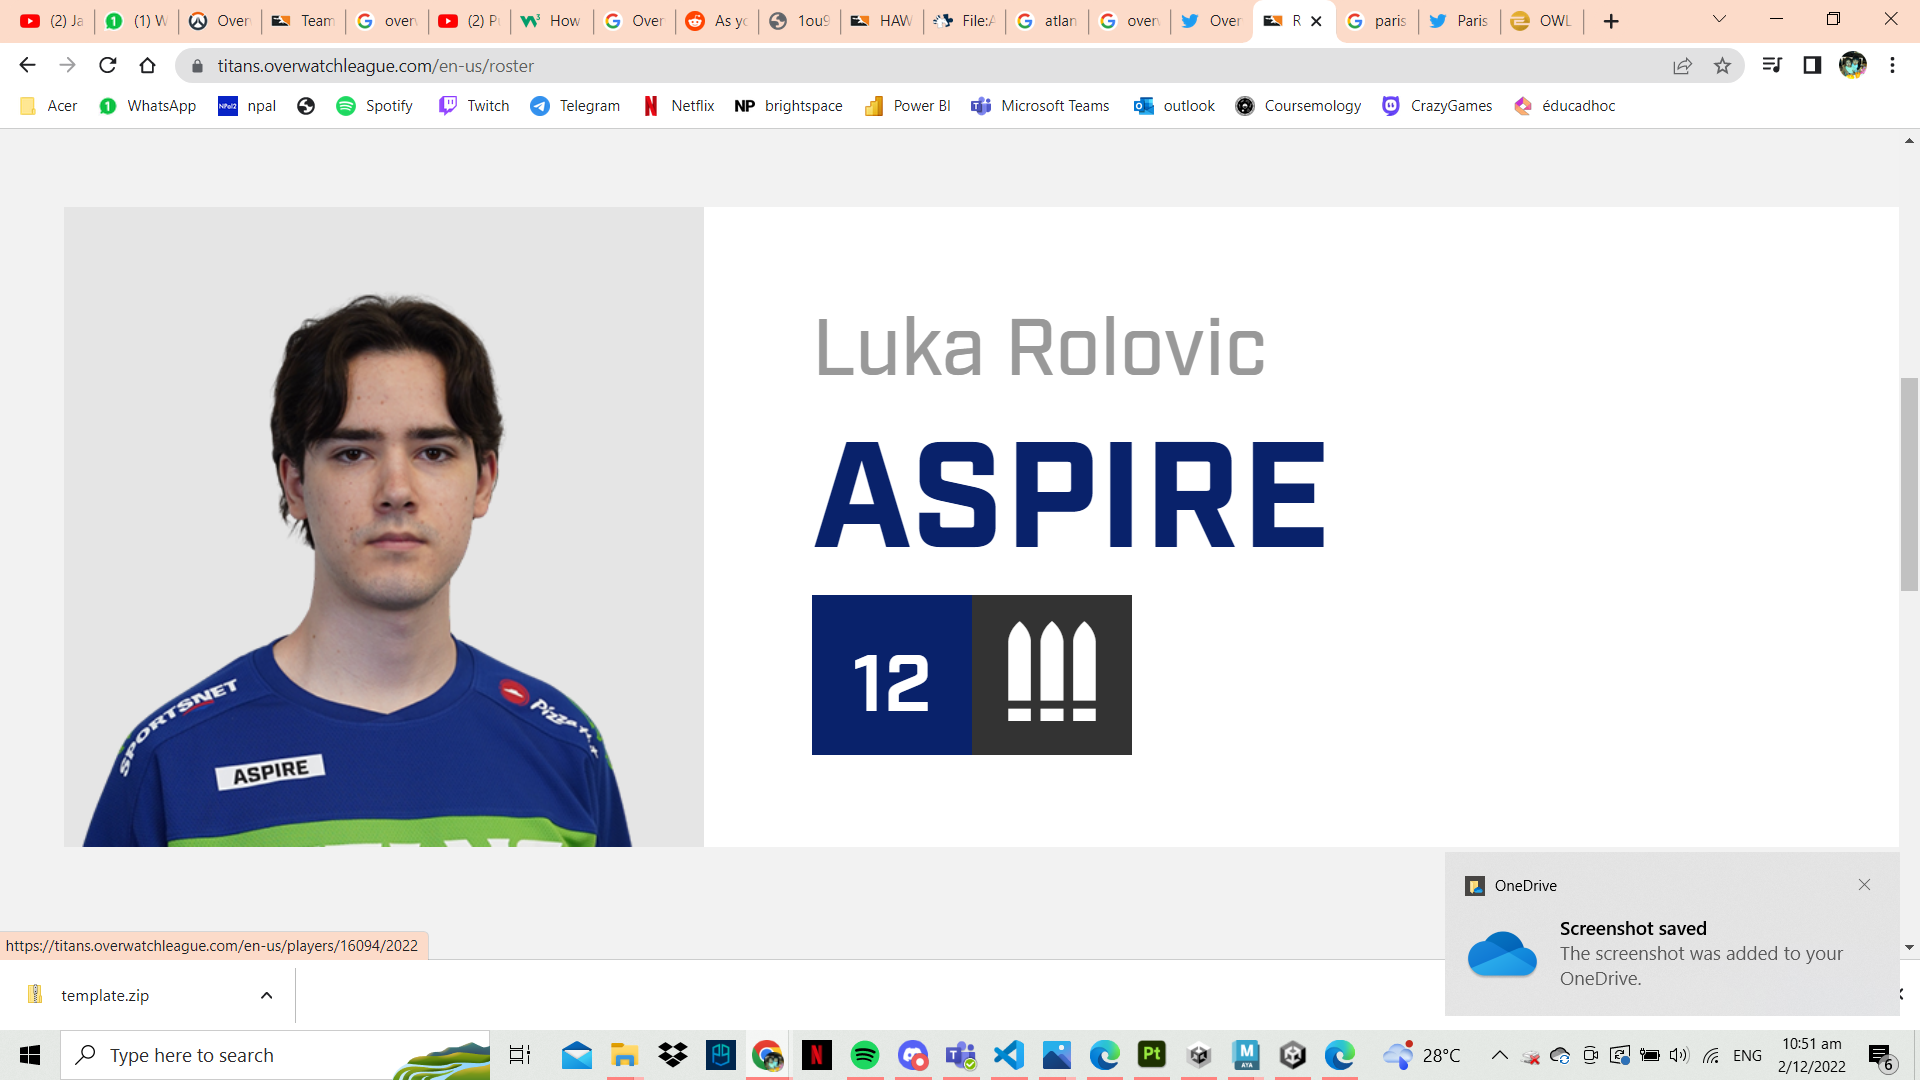 (2) Ja
(1) W
Over
Team
over
(2) P
How
Over
As yo
1ou9
HAW
File:A
atlan
over
Over
R
paris
Paris
OWL
titans.overwatchleague.com/en-us/roster
Acer
WhatsApp
npal
Spotify
Twitch
Telegram
Netflix
NP brightspace
Power BI
Microsoft Teams
outlook
Coursemology
CrazyGames
éducadhoc
Luka Rolovic
ASPIRE
12
SPORTSNET
ASPIRE
OneDrive
Screenshot saved
The screenshot was added to your
OneDrive.
https://titans.overwatchleague.com/en-us/players/16094/2022
template.zip
Type here to search
28°C
ENG
10:51 am
2/12/2022
6